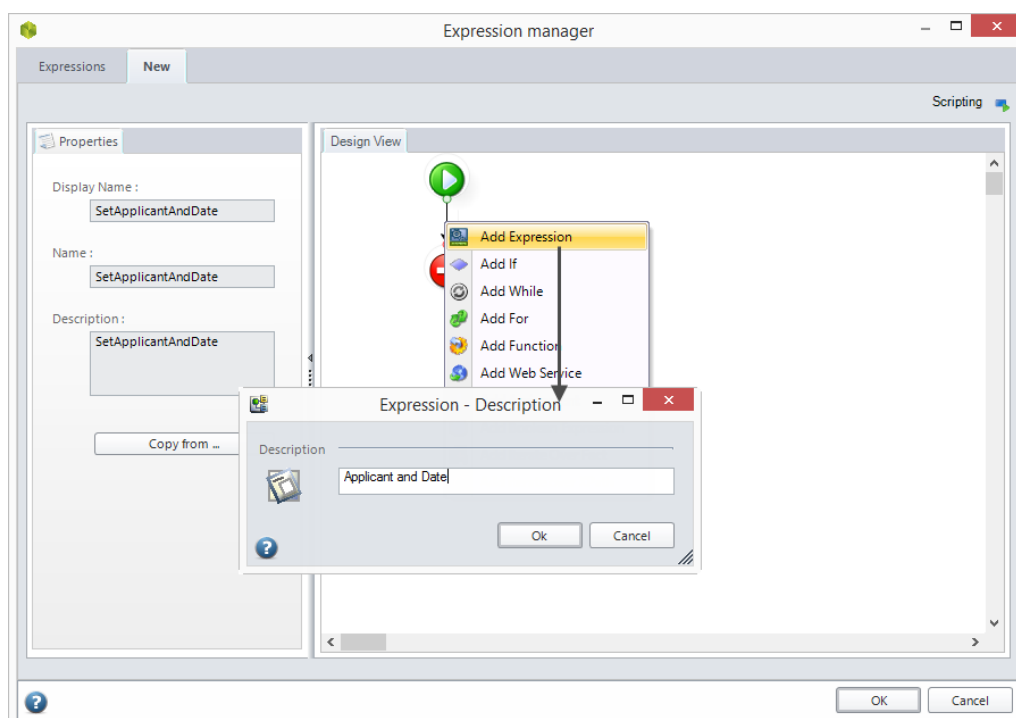 Expression manager
Expressions
New
Scripting
Properties
Display Name :
SetApplicantAndDate
Name :
SetApplicantAndDate
Description :
SetApplicantAndDate
Copy from ...
Design View
Add Expression
Add If
Add While
Add For
Add Function
Add Web Service
Expression - Description
Description
Applicant and Date
Ok
Cancel
OK
Cancel